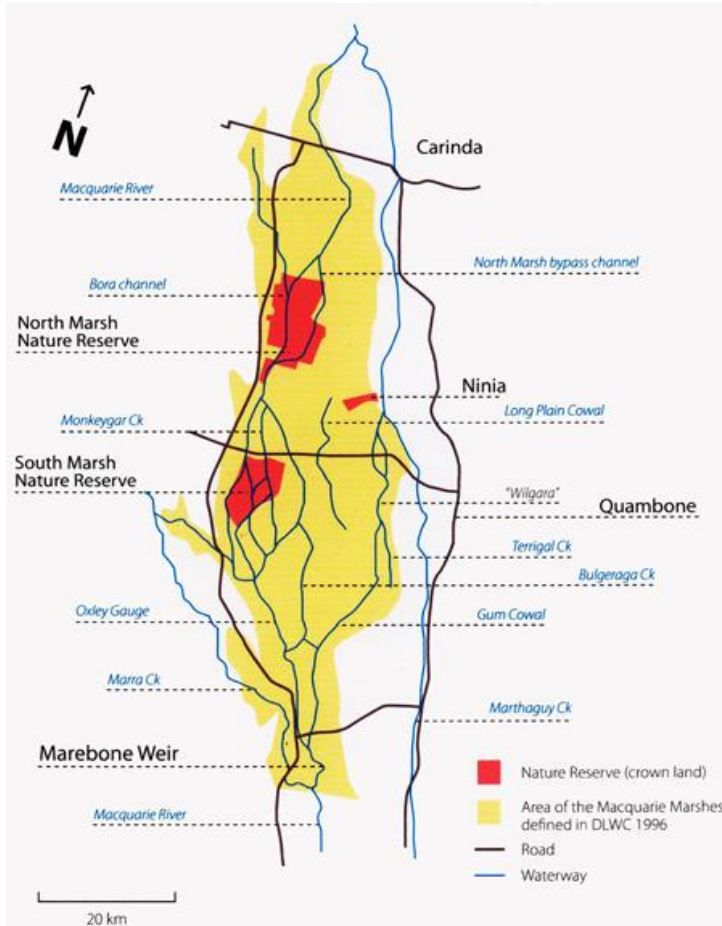 N
Carinda
Macquarie River
North Marsh bypass channel
Bora channel
North Marsh
Nature Reserve
Ninia
Long Plain Cowal
Monkeygar Ck
South Marsh
Nature Reserve
"Wilgara"
Quambone
Terrigal Ck
Bulgeraga Ck
Oxley Gauge
Gum Cowal
Marra Ck
Marthaguy Ck
Marebone Weir
Macquarie River
Nature Reserve (crown land)
Area of the Macquarie Marshes
defined in DLWC 1996
Road
Waterway
20 km